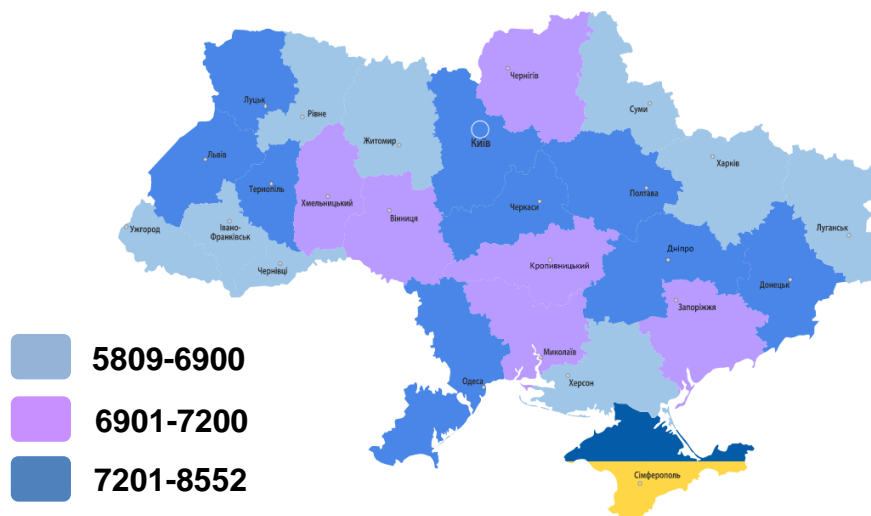 Чернігів
Луцьк
Рівне
Суми
Житомир
Київ
Львів
Харків
Тернопіль
Хмельницький
Вінниця
Черкаси
Полтава
Ужгород
Івано-
Франківськ
Чернівці
Луганськ
Дніпро
Кропивницький
Донецьк
Запоріжжя
Миколаїв
Одеса
Херсон
Сімферополь
5809-6900
6901-7200
7201-8552